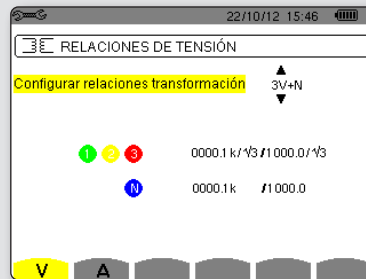 22/10/12 15:46
RELACIONES DE TENSIÓN
Configurar relaciones transformación 3V+N
1 2 3 0000.1 k/√3 /1000.0/√3
N 0000.1 k /1000.0
V A